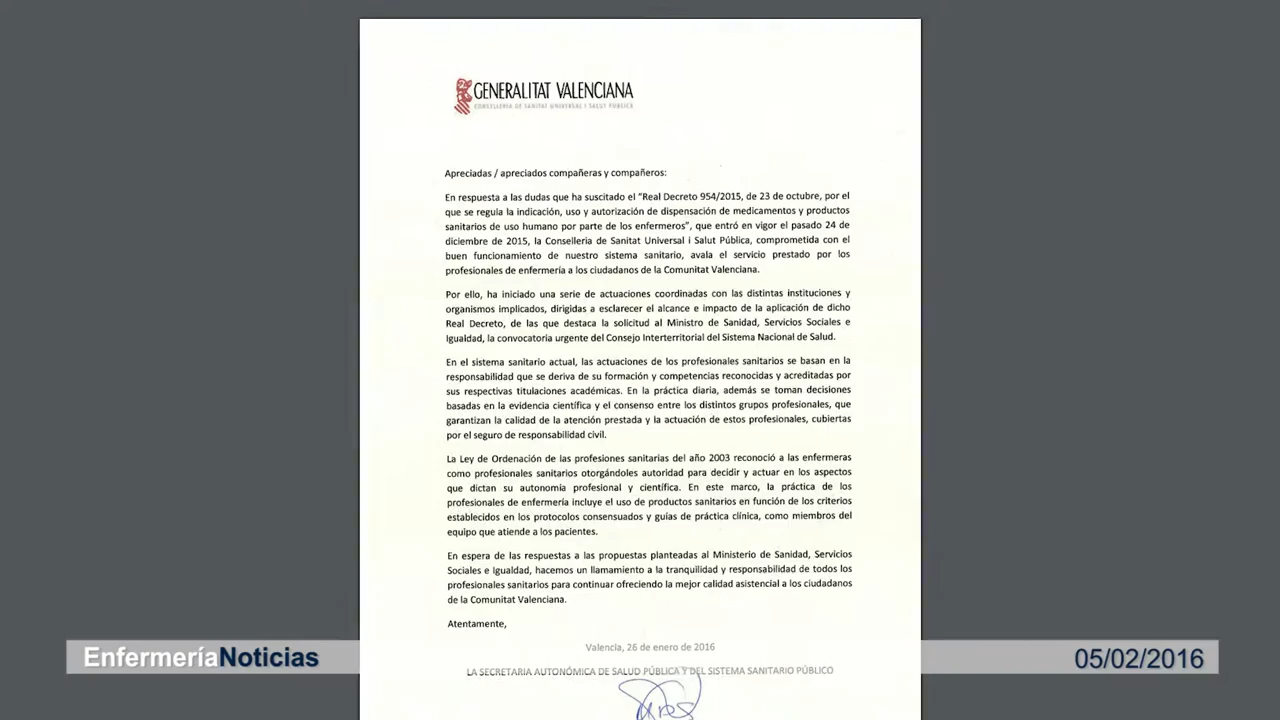 GENERALITAT VALENCIANA
CONSELLERIA DE SANITAT UNIVERSAL I SALUT PÚBLICA
Apreciadas / apreciados compañeras y compañeros:
En respuesta a las dudas que ha suscitado el "Real Decreto 954/2015, de 23 de octubre, por el
que se regula la indicación, uso y autorización de dispensación de medicamentos y productos
sanitarios de uso humano por parte de los enfermeros", que entró en vigor el pasado 24 de
diciembre de 2015, la Conselleria de Sanitat Universal i Salut Pública, comprometida con el
buen funcionamiento de nuestro sistema sanitario, avala el servicio prestado por los
profesionales de enfermería a los ciudadanos de la Comunitat Valenciana.
Por ello, ha iniciado una serie de actuaciones coordinadas con las distintas instituciones y
organismos implicados, dirigidas a esclarecer el alcance e impacto de la aplicación de dicho
Real Decreto, de las que destaca la solicitud al Ministro de Sanidad, Servicios Sociales e
Igualdad, la convocatoria urgente del Consejo Interterritorial del Sistema Nacional de Salud.
En el sistema sanitario actual, las actuaciones de los profesionales sanitarios se basan en la
responsabilidad que se deriva de su formación y competencias reconocidas y acreditadas por
sus respectivas titulaciones académicas. En la práctica diaria, además se toman decisiones
basadas en la evidencia científica y el consenso entre los distintos grupos profesionales, que
garantizan la calidad de la atención prestada y la actuación de estos profesionales, cubiertas
por el seguro de responsabilidad civil.
La Ley de Ordenación de las profesiones sanitarias del año 2003 reconoció a las enfermeras
como profesionales sanitarios otorgándoles autoridad para decidir y actuar en los aspectos
que dictan su autonomía profesional y científica. En este marco, la práctica de los
profesionales de enfermería incluye el uso de productos sanitarios en función de los criterios
establecidos en los protocolos consensuados y guías de práctica clínica, como miembros del
equipo que atiende a los pacientes.
En espera de las respuestas a las propuestas planteadas al Ministerio de Sanidad, Servicios
Sociales e Igualdad, hacemos un llamamiento a la tranquilidad y responsabilidad de todos los
profesionales sanitarios para continuar ofreciendo la mejor calidad asistencial a los ciudadanos
de la Comunitat Valenciana.
Atentamente,
Valencia, 26 de enero de 2016
EnfermeríaNoticias
05/02/2016
LA SECRETARIA AUTONÓMICA DE SALUD PÚBLICA Y DEL SISTEMA SANITARIO PÚBLICO